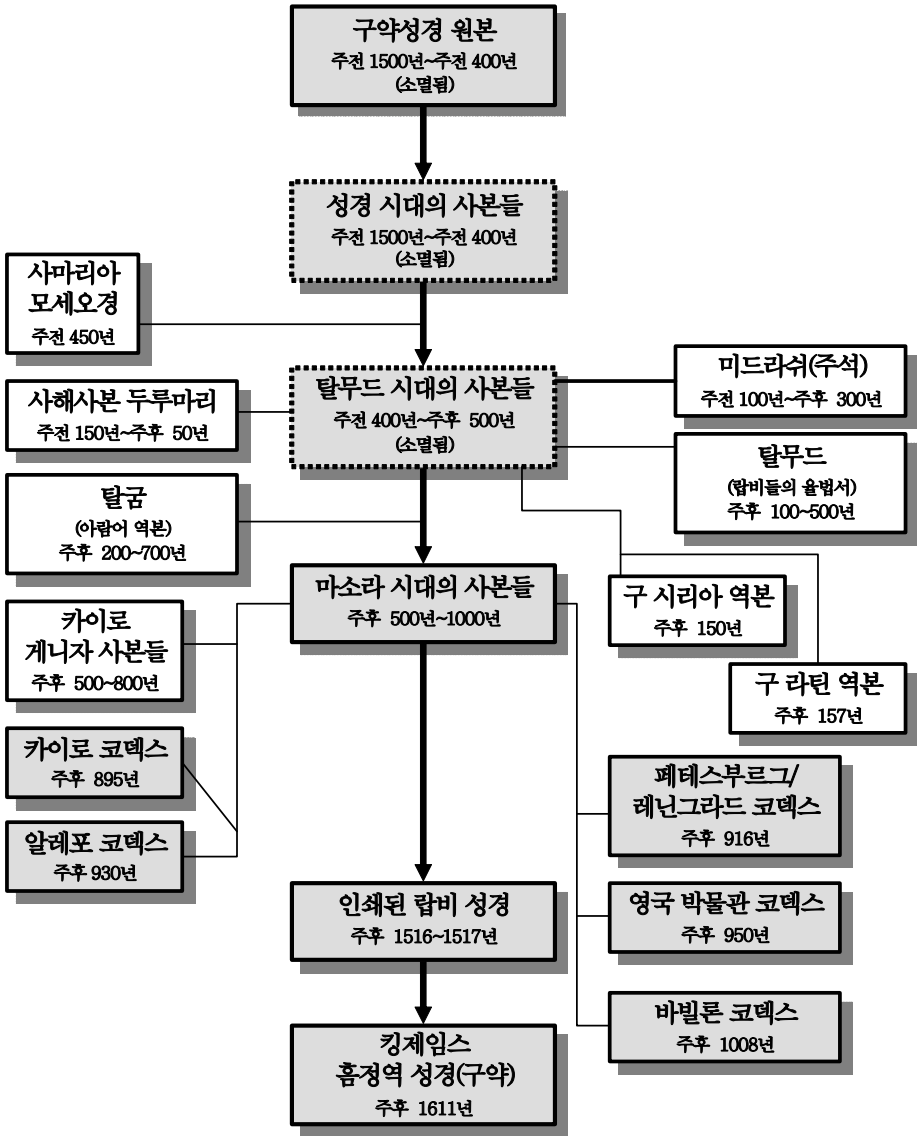 구약성경 원본
주전 1500년~주전 400년
(소멸됨)
성경 시대의 사본들
주전 1500년~주전 400년
(소멸됨)
사마리아
모세오경
주전 450년
탈무드 시대의 사본들
주전 400년~주후 500년
(소멸됨)
미드라쉬(주석)
주전 100년~주후 300년
사해사본 두루마리
주전 150년~주후 50년
탈무드
(랍비들의 율법서)
주후 100~500년
탈굼
(아람어 역본)
주후 200~700년
마소라 시대의 사본들
주후 500년~1000년
구 시리아 역본
주후 150년
카이로
게니자 사본들
주후 500~800년
구 라틴 역본
주후 157년
카이로 코덱스
주후 895년
페테스부르그/
레닌그라드 코덱스
주후 916년
알레포 코덱스
주후 930년
인쇄된 랍비 성경
주후 1516~1517년
영국 박물관 코덱스
주후 950년
바빌론 코덱스
주후 1008년
킹제임스
흠정역 성경(구약)
주후 1611년